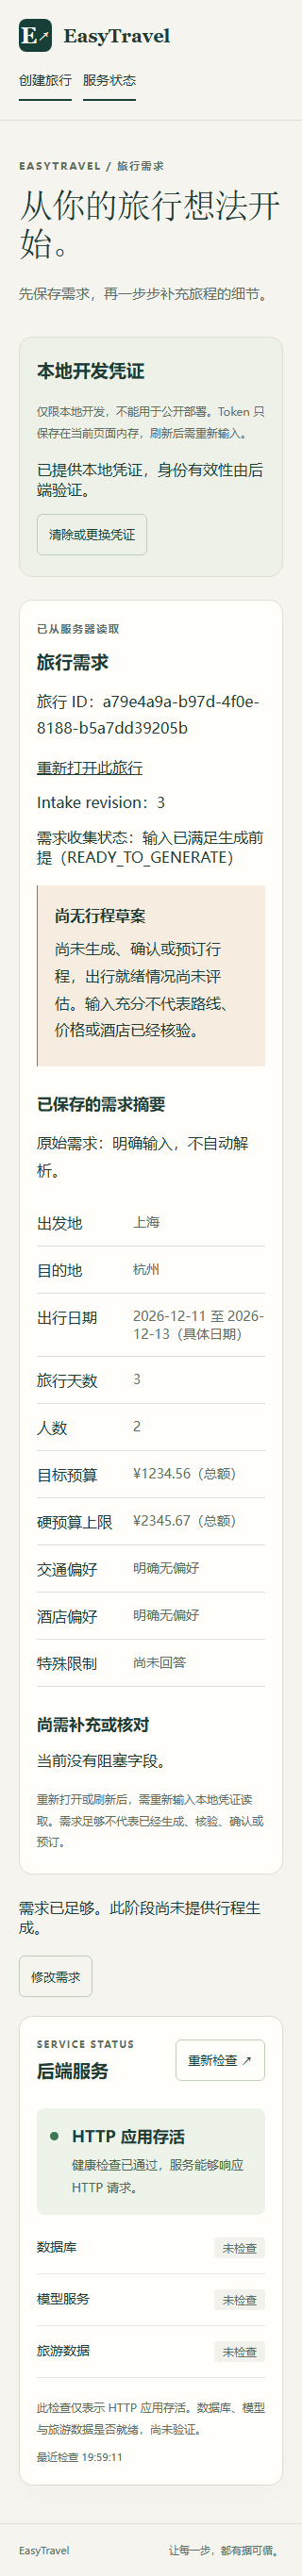 E↗ EasyTravel
创建旅行 服务状态
EASYTRAVEL / 旅行需求
从你的旅行想法开
始。
先保存需求，再一步步补充旅程的细节。
本地开发凭证
仅限本地开发，不能用于公开部署。Token 只
保存在当前页面内存，刷新后需重新输入。
已提供本地凭证，身份有效性由后
端验证。
清除或更换凭证
已从服务器读取
旅行需求
旅行 ID：a79e4a9a-b97d-4f0e-
8188-b5a7dd39205b
重新打开此旅行
Intake revision：3
需求收集状态：输入已满足生成前
提（READY_TO_GENERATE）
尚无行程草案
尚未生成、确认或预订行
程，出行就绪情况尚未评
估。输入充分不代表路线、
价格或酒店已经核验。
已保存的需求摘要
原始需求：明确输入，不自动解
析。
出发地 上海
目的地 杭州
出行日期 2026-12-11 至 2026-
12-13（具体日期）
旅行天数 3
人数 2
目标预算 ¥1234.56（总额）
硬预算上限 ¥2345.67（总额）
交通偏好 明确无偏好
酒店偏好 明确无偏好
特殊限制 尚未回答
尚需补充或核对
当前没有阻塞字段。
重新打开或刷新后，需重新输入本地凭证读
取。需求足够不代表已经生成、核验、确认或
预订。
需求已足够。此阶段尚未提供行程生
成。
修改需求
SERVICE STATUS
后端服务
重新检查 ↗
HTTP 应用存活
健康检查已通过，服务能够响应
HTTP 请求。
数据库 未检查
模型服务 未检查
旅游数据 未检查
此检查仅表示 HTTP 应用存活。数据库、模型
与旅游数据是否就绪，尚未验证。
最近检查 19:59:11
EasyTravel 让每一步，都有据可循。